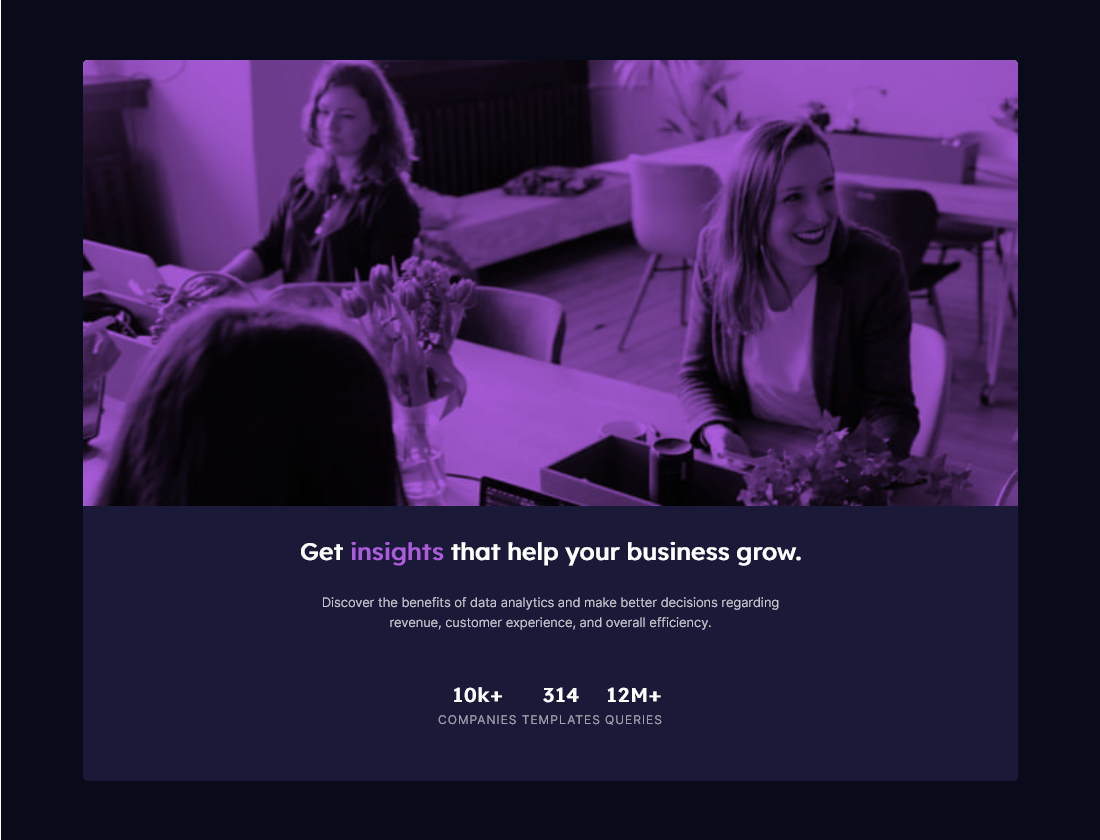 Get insights that help your business grow.
Discover the benefits of data analytics and make better decisions regarding
revenue, customer experience, and overall efficiency.
10k+ 314 12M+
COMPANIES TEMPLATES QUERIES